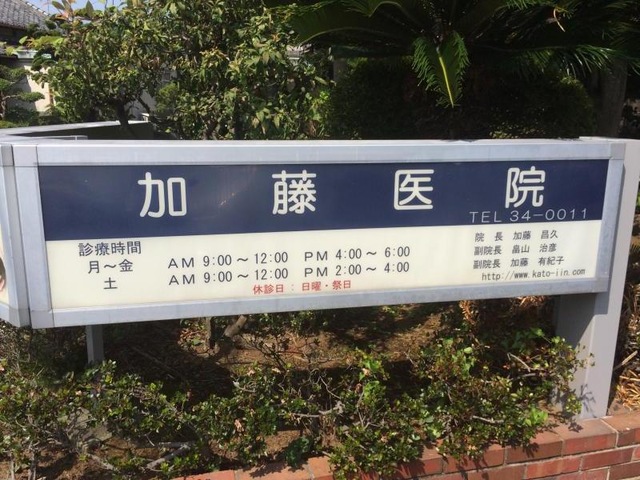 加藤医院
TEL 34-0011
診療時間
月～金 AM 9:00～12:00 PM 4:00～6:00
土 AM 9:00～12:00 PM 2:00～4:00
休診日：日曜・祭日
院長 加藤 昌久
副院長 畠山 治彦
副院長 加藤 有紀子
http://www.kato-iin.com